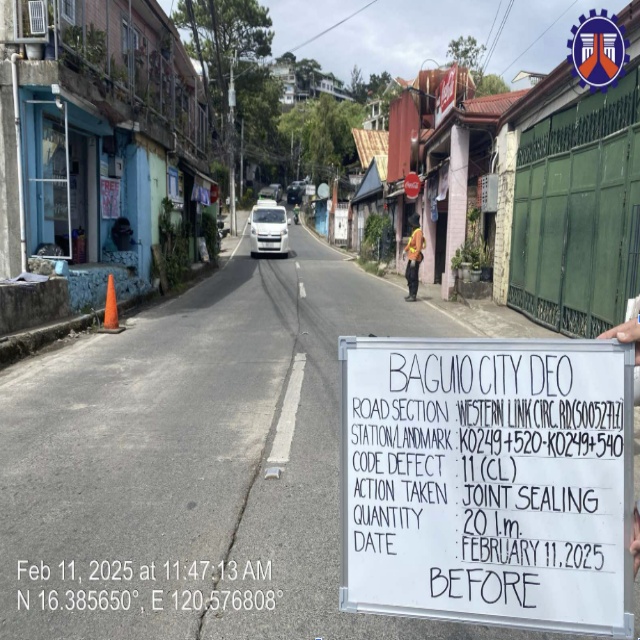 BAGUIO CITY DEO
ROAD SECTION : WESTERN LINK CIRC. RD(S00527LZ)
STATION/LANDMARK : K0249+520-K0249+540
CODE DEFECT : 11 (CL)
ACTION TAKEN : JOINT SEALING
QUANTITY : 20 l.m.
DATE : FEBRUARY 11, 2025
BEFORE
Feb 11, 2025 at 11:47:13 AM
N 16.385650°, E 120.576808°